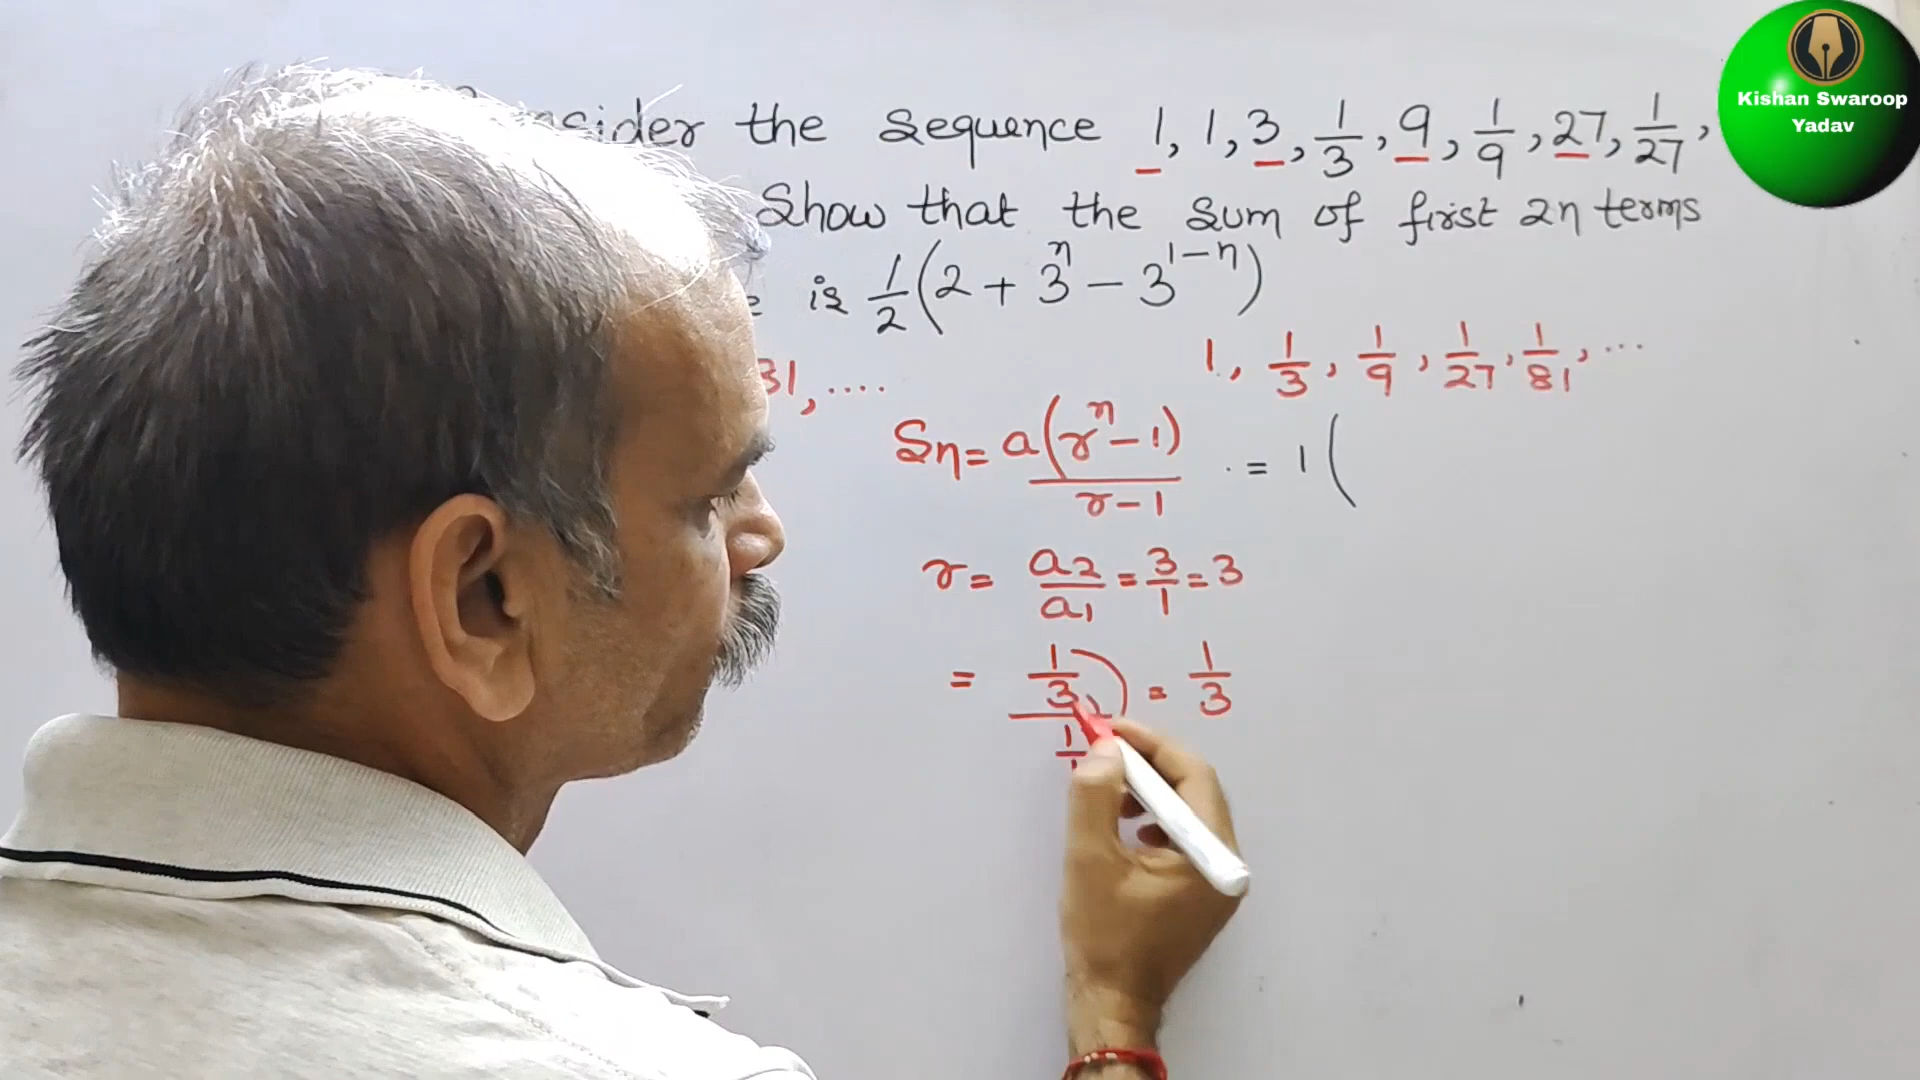 the sequence 1, 1, 3, 1/3, 9, 1/9, 27, 1/27,
Show that the sum of first 2n terms
is 1/2 (2 + 3^n - 3^(1-n))
1, 1/3, 1/9, 1/27, 1/81, ...
Sn = a(r^n - 1) / r - 1 = 1(
r = a2/a1 = 3/1 = 3
= 1/3 / 1/1 = 1/3
Kishan Swaroop
Yadav